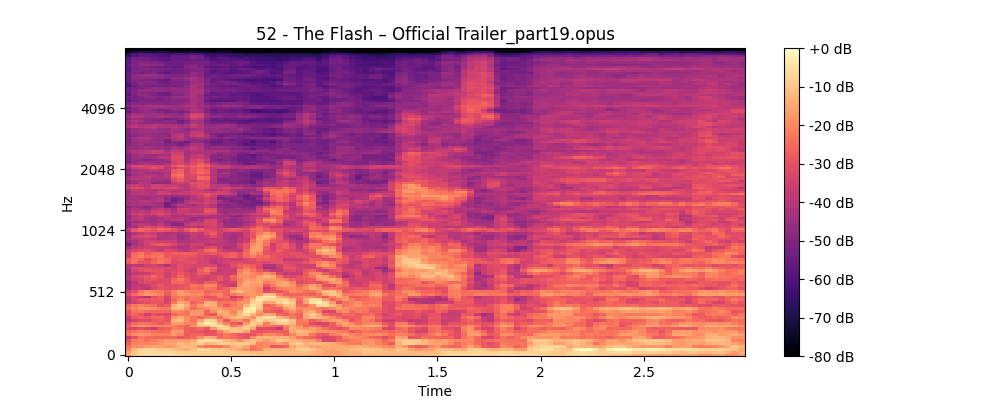 52 - The Flash – Official Trailer_part19.opus
+0 dB
-10 dB
-20 dB
-30 dB
-40 dB
-50 dB
-60 dB
-70 dB
-80 dB
4096
2048
1024
512
0
Hz
0
0.5
1
1.5
2
2.5
Time